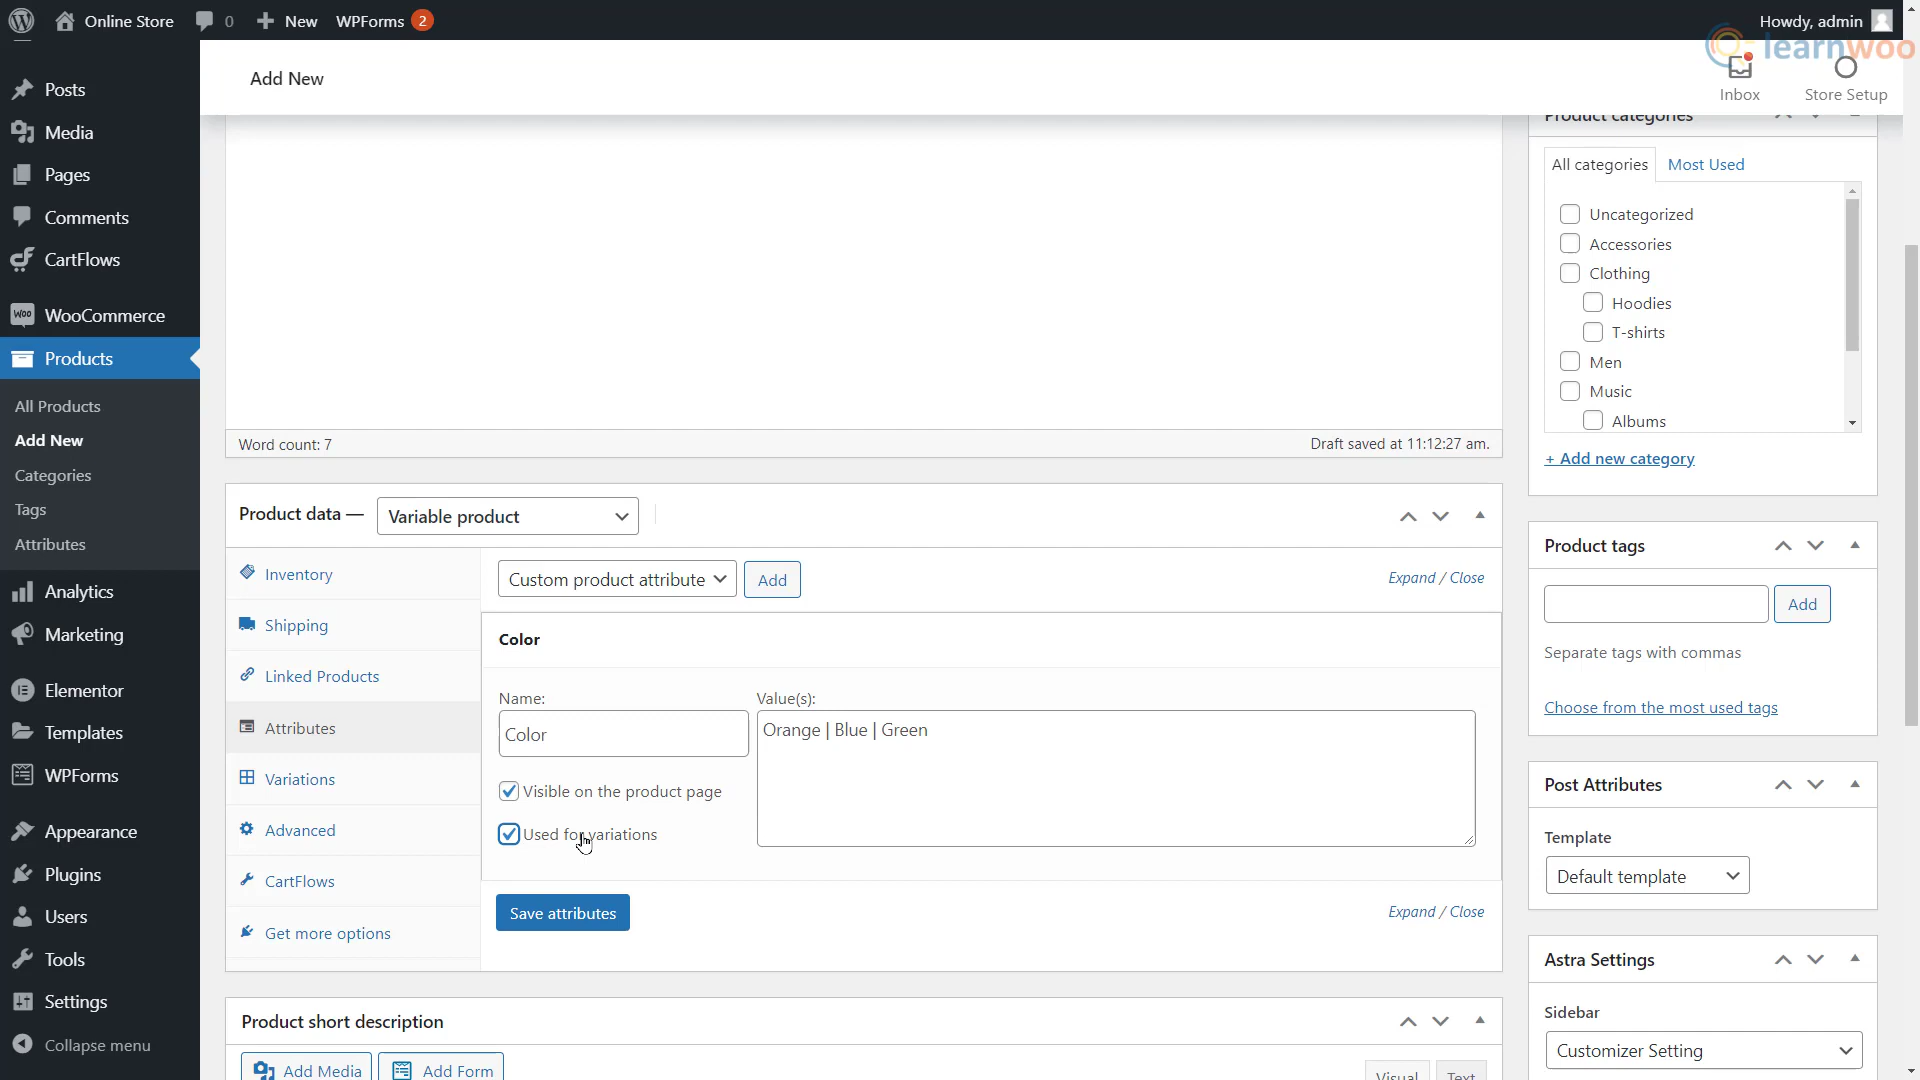 Online Store
0
New
WPForms
2
Howdy, admin
learnwoo
Add New
Inbox
Store Setup
Posts
Media
Pages
Comments
CartFlows
WooCommerce
Products
All Products
Add New
Categories
Tags
Attributes
Analytics
Marketing
Elementor
Templates
WPForms
Appearance
Plugins
Users
Tools
Settings
Collapse menu
Word count: 7
Draft saved at 11:12:27 am.
Product data —
Variable product
Inventory
Shipping
Linked Products
Attributes
Variations
Advanced
CartFlows
Get more options
Custom product attribute
Add
Expand / Close
Color
Name:
Color
Value(s):
Orange | Blue | Green
Visible on the product page
Used for variations
Save attributes
Expand / Close
Product short description
Add Media
Add Form
Visual
Text
Product categories
All categories
Most Used
Uncategorized
Accessories
Clothing
Hoodies
T-shirts
Men
Music
Albums
+ Add new category
Product tags
Add
Separate tags with commas
Choose from the most used tags
Post Attributes
Template
Default template
Astra Settings
Sidebar
Customizer Setting